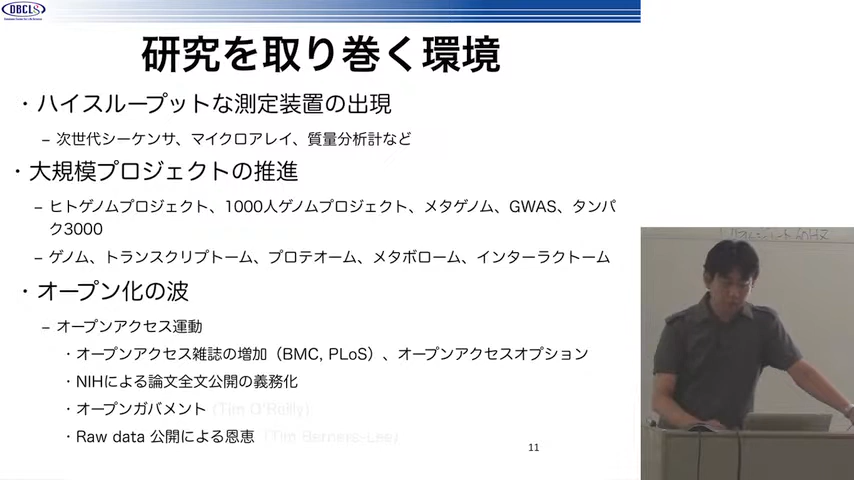 DBCLS
研究を取り巻く環境
・ハイスループットな測定装置の出現
– 次世代シーケンサ、マイクロアレイ、質量分析計など
・大規模プロジェクトの推進
– ヒトゲノムプロジェクト、1000人ゲノムプロジェクト、メタゲノム、GWAS、タンパ
ク3000
– ゲノム、トランスクリプトーム、プロテオーム、メタボローム、インターラクトーム
・オープン化の波
– オープンアクセス運動
・オープンアクセス雑誌の増加（BMC, PLoS）、オープンアクセスオプション
・NIHによる論文全文公開の義務化
・オープンガバメント (Tim O'Reilly)
・Raw data 公開による恩恵 (Tim Berners-Lee)
11